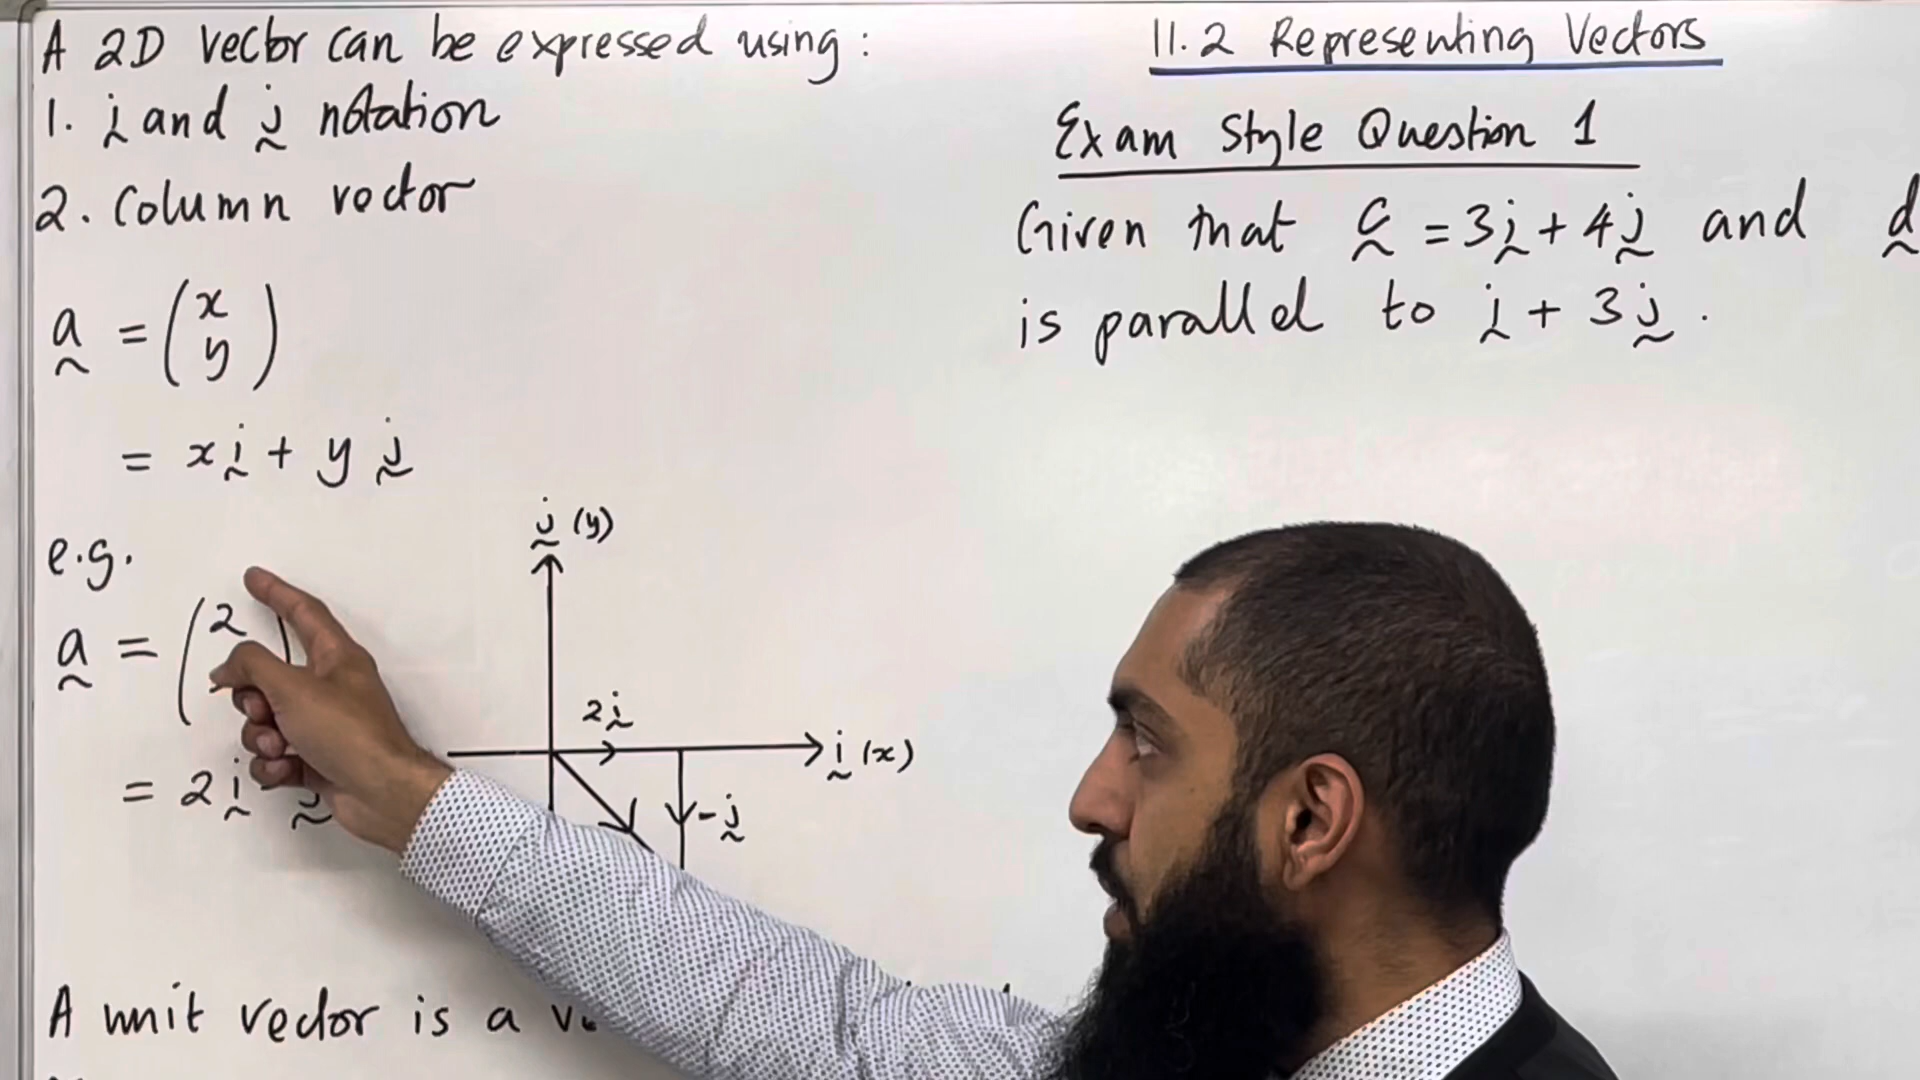 A 2D vector can be expressed using :
1. i and j notation
2. Column vector
a = (x
y)
= xi + yj
e.g.
a = (2
= 2i j
j (y)
2i
i (x)
-j
A unit vector is a
11.2 Representing Vectors
Exam Style Question 1
Given that c = 3i + 4j and d
is parallel to i + 3j .